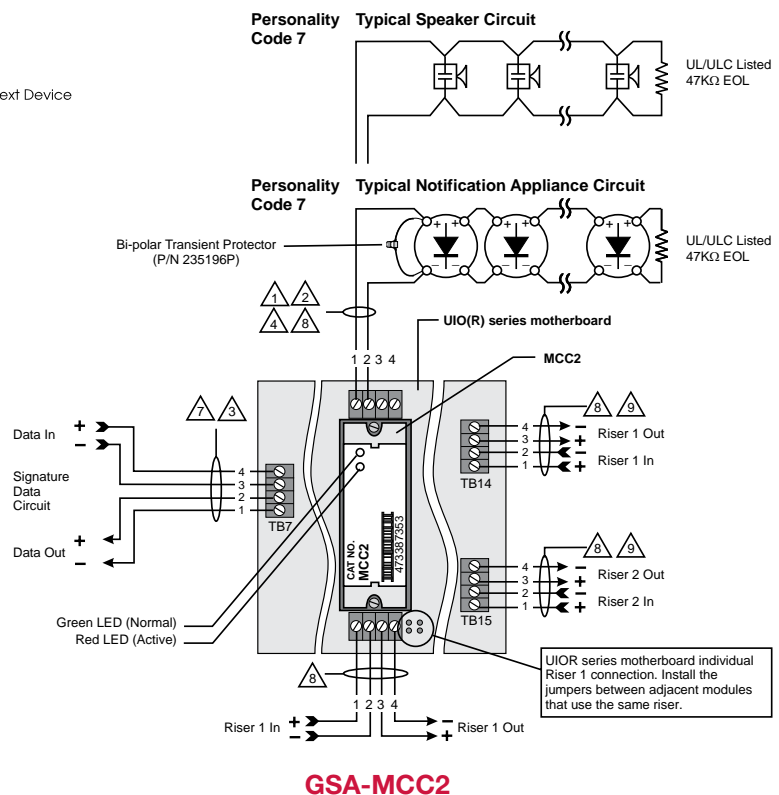 Personality Typical Speaker Circuit
Code 7
UL/ULC Listed
47KΩ EOL
ext Device
Personality Typical Notification Appliance Circuit
Code 7
+ + + + + +
− − − − − −
Bi-polar Transient Protector
(P/N 235196P)
UL/ULC Listed
47KΩ EOL
1 2
4 8
UIO(R) series motherboard
1 2 3 4
MCC2
7 3
8 9
Data In + −
4
3
2
1
TB7
Signature
Data
Circuit
Data Out + −
4 − Riser 1 Out
3 +
2 − Riser 1 In
1 +
TB14
CAT NO.
MCC2
473387353
8 9
4 − Riser 2 Out
3 +
2 − Riser 2 In
1 +
TB15
Green LED (Normal)
Red LED (Active)
8
UIOR series motherboard individual
Riser 1 connection. Install the
jumpers between adjacent modules
that use the same riser.
1 2 3 4
Riser 1 In + −
− + Riser 1 Out
GSA-MCC2